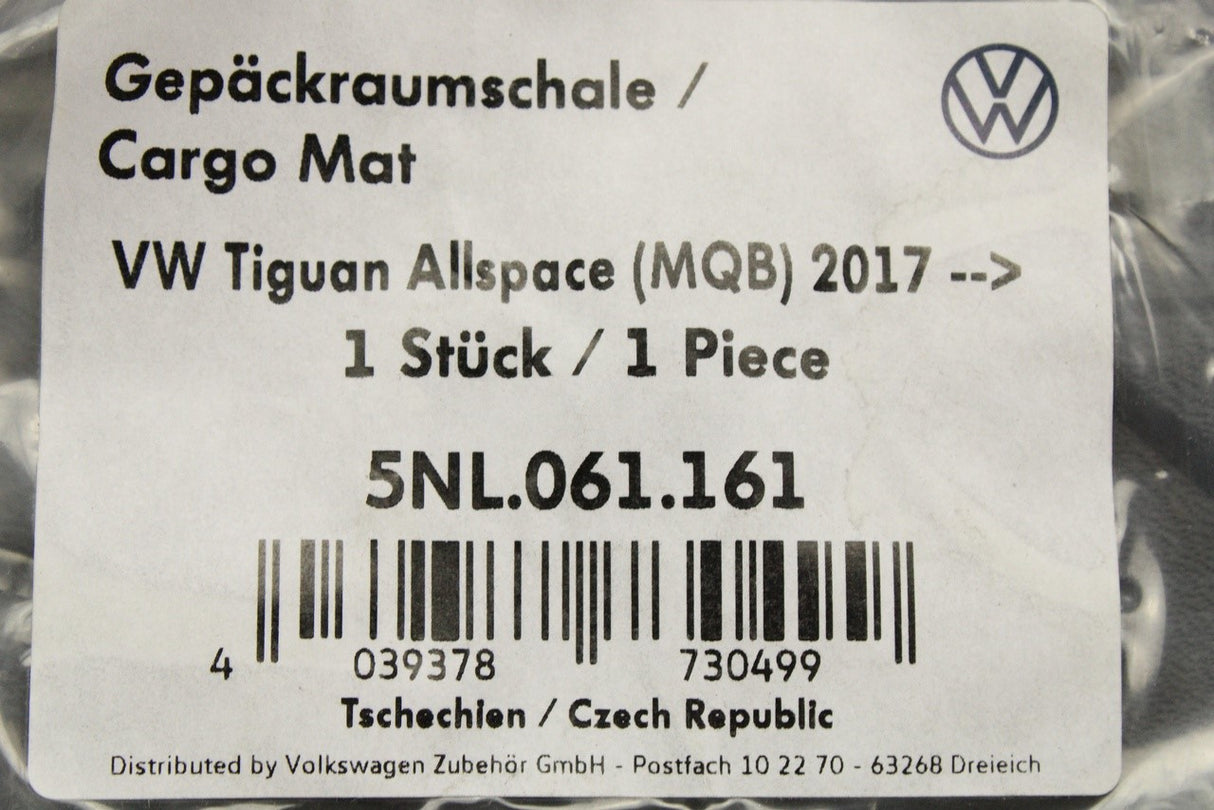 Gepäckraumschale /
Cargo Mat
VW Tiguan Allspace (MQB) 2017 -->
1 Stück / 1 Piece
5NL.061.161
4 039378 730499
Tschechien / Czech Republic
Distributed by Volkswagen Zubehör GmbH - Postfach 10 22 70 - 63268 Dreieich